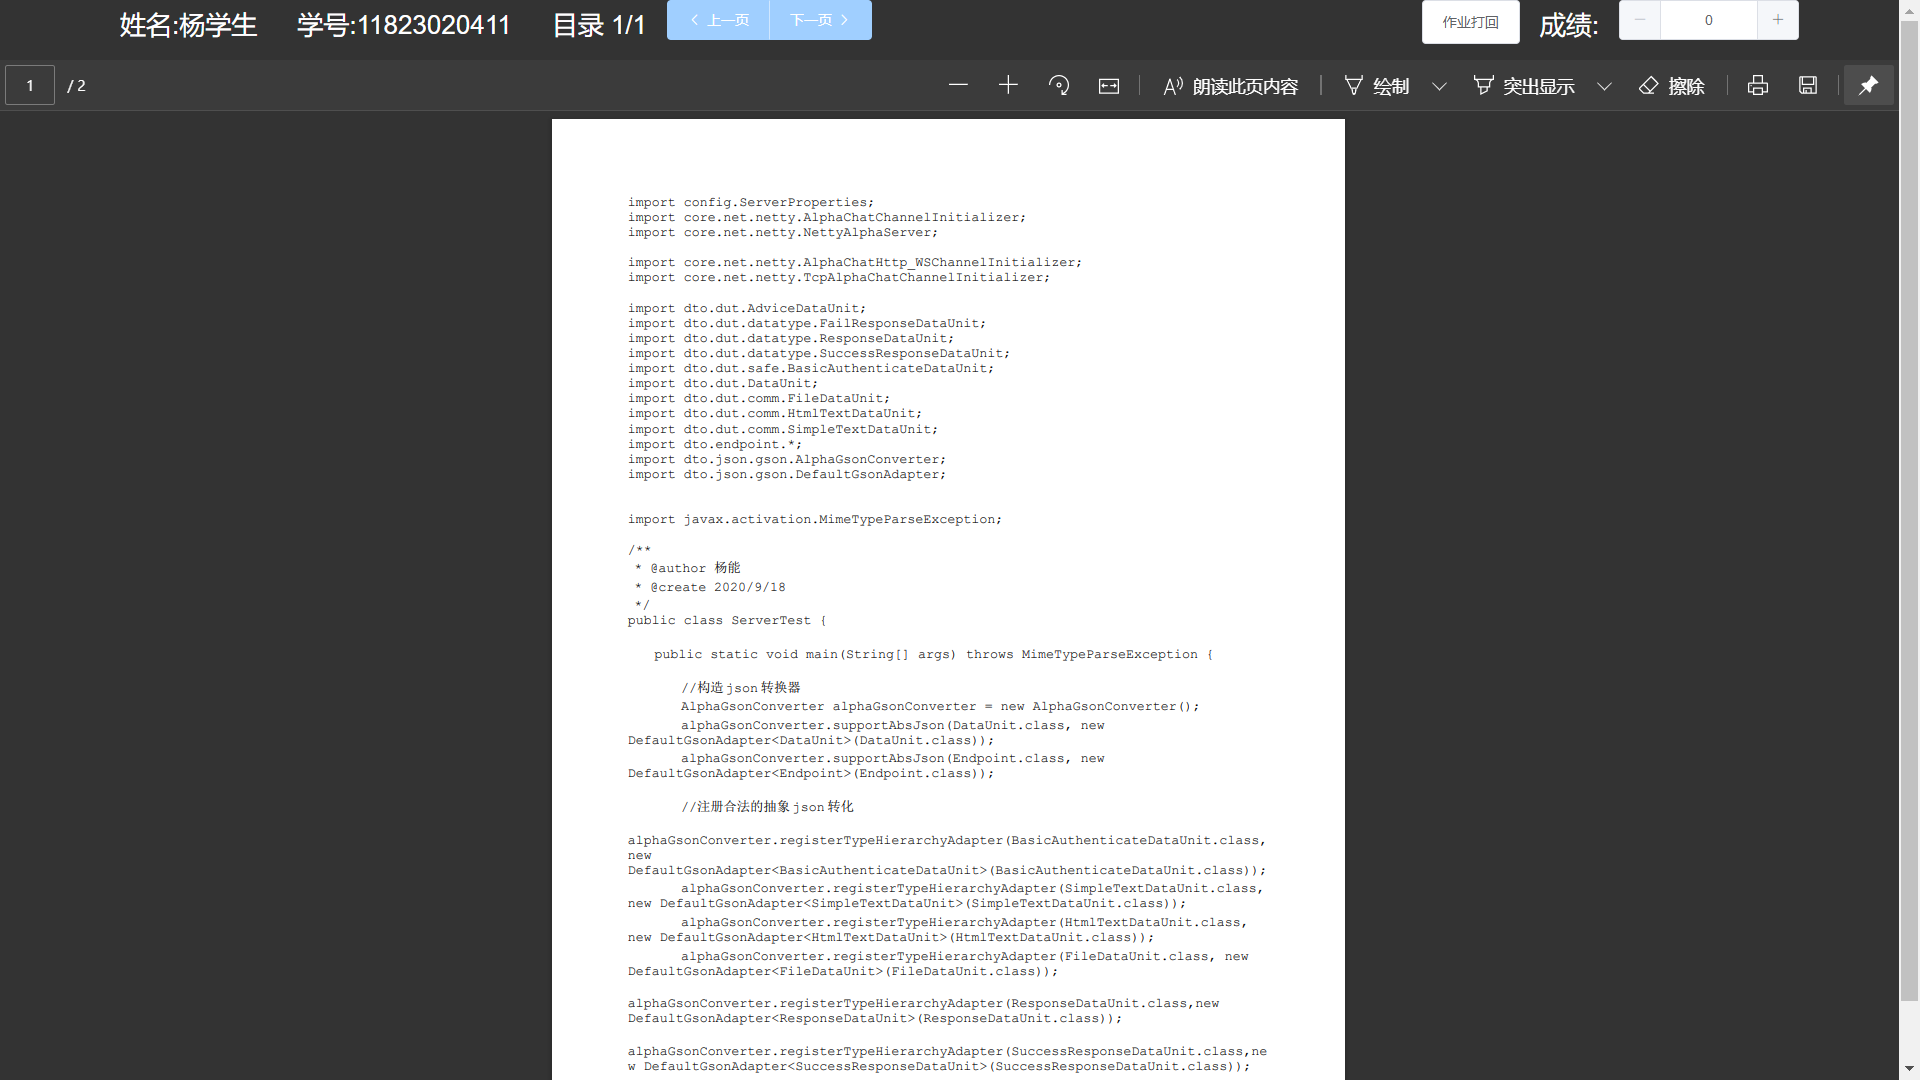 姓名:杨学生 学号:11823020411 目录 1/1 上一页 下一页 作业打回 成绩: 0
1 / 2 朗读此页内容 绘制 突出显示 擦除
import config.ServerProperties;
import core.net.netty.AlphaChatChannelInitializer;
import core.net.netty.NettyAlphaServer;
import core.net.netty.AlphaChatHttp_WSChannelInitializer;
import core.net.netty.TcpAlphaChatChannelInitializer;
import dto.dut.AdviceDataUnit;
import dto.dut.datatype.FailResponseDataUnit;
import dto.dut.datatype.ResponseDataUnit;
import dto.dut.datatype.SuccessResponseDataUnit;
import dto.dut.safe.BasicAuthenticateDataUnit;
import dto.dut.DataUnit;
import dto.dut.comm.FileDataUnit;
import dto.dut.comm.HtmlTextDataUnit;
import dto.dut.comm.SimpleTextDataUnit;
import dto.endpoint.*;
import dto.json.gson.AlphaGsonConverter;
import dto.json.gson.DefaultGsonAdapter;
import javax.activation.MimeTypeParseException;
/**
* @author 杨能
* @create 2020/9/18
*/
public class ServerTest {
public static void main(String[] args) throws MimeTypeParseException {
//构造 json 转换器
AlphaGsonConverter alphaGsonConverter = new AlphaGsonConverter();
alphaGsonConverter.supportAbsJson(DataUnit.class, new
DefaultGsonAdapter<DataUnit>(DataUnit.class));
alphaGsonConverter.supportAbsJson(Endpoint.class, new
DefaultGsonAdapter<Endpoint>(Endpoint.class));
//注册合法的抽象 json 转化
alphaGsonConverter.registerTypeHierarchyAdapter(BasicAuthenticateDataUnit.class,
new
DefaultGsonAdapter<BasicAuthenticateDataUnit>(BasicAuthenticateDataUnit.class));
alphaGsonConverter.registerTypeHierarchyAdapter(SimpleTextDataUnit.class,
new DefaultGsonAdapter<SimpleTextDataUnit>(SimpleTextDataUnit.class));
alphaGsonConverter.registerTypeHierarchyAdapter(HtmlTextDataUnit.class,
new DefaultGsonAdapter<HtmlTextDataUnit>(HtmlTextDataUnit.class));
alphaGsonConverter.registerTypeHierarchyAdapter(FileDataUnit.class, new
DefaultGsonAdapter<FileDataUnit>(FileDataUnit.class));
alphaGsonConverter.registerTypeHierarchyAdapter(ResponseDataUnit.class,new
DefaultGsonAdapter<ResponseDataUnit>(ResponseDataUnit.class));
alphaGsonConverter.registerTypeHierarchyAdapter(SuccessResponseDataUnit.class,ne
w DefaultGsonAdapter<SuccessResponseDataUnit>(SuccessResponseDataUnit.class));